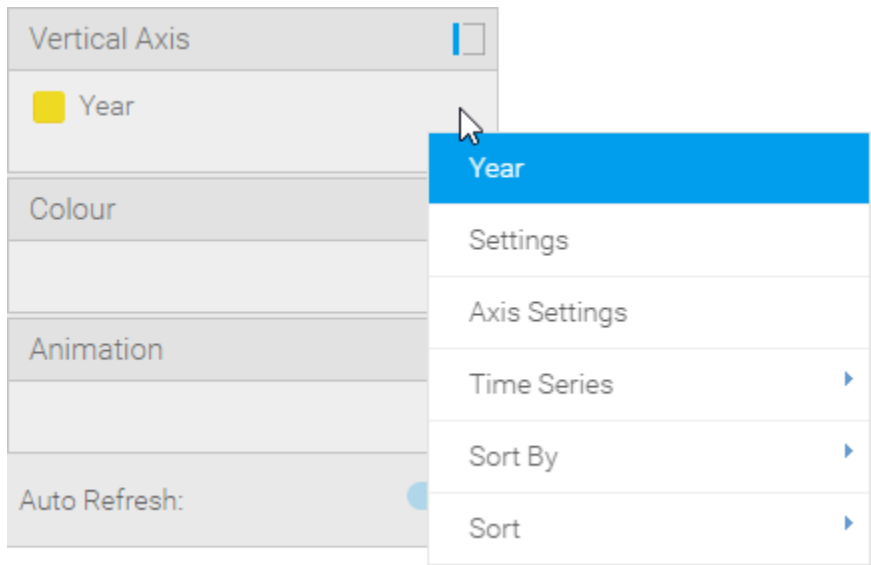 Vertical Axis
Year
Colour
Animation
Auto Refresh:
Year
Settings
Axis Settings
Time Series
Sort By
Sort